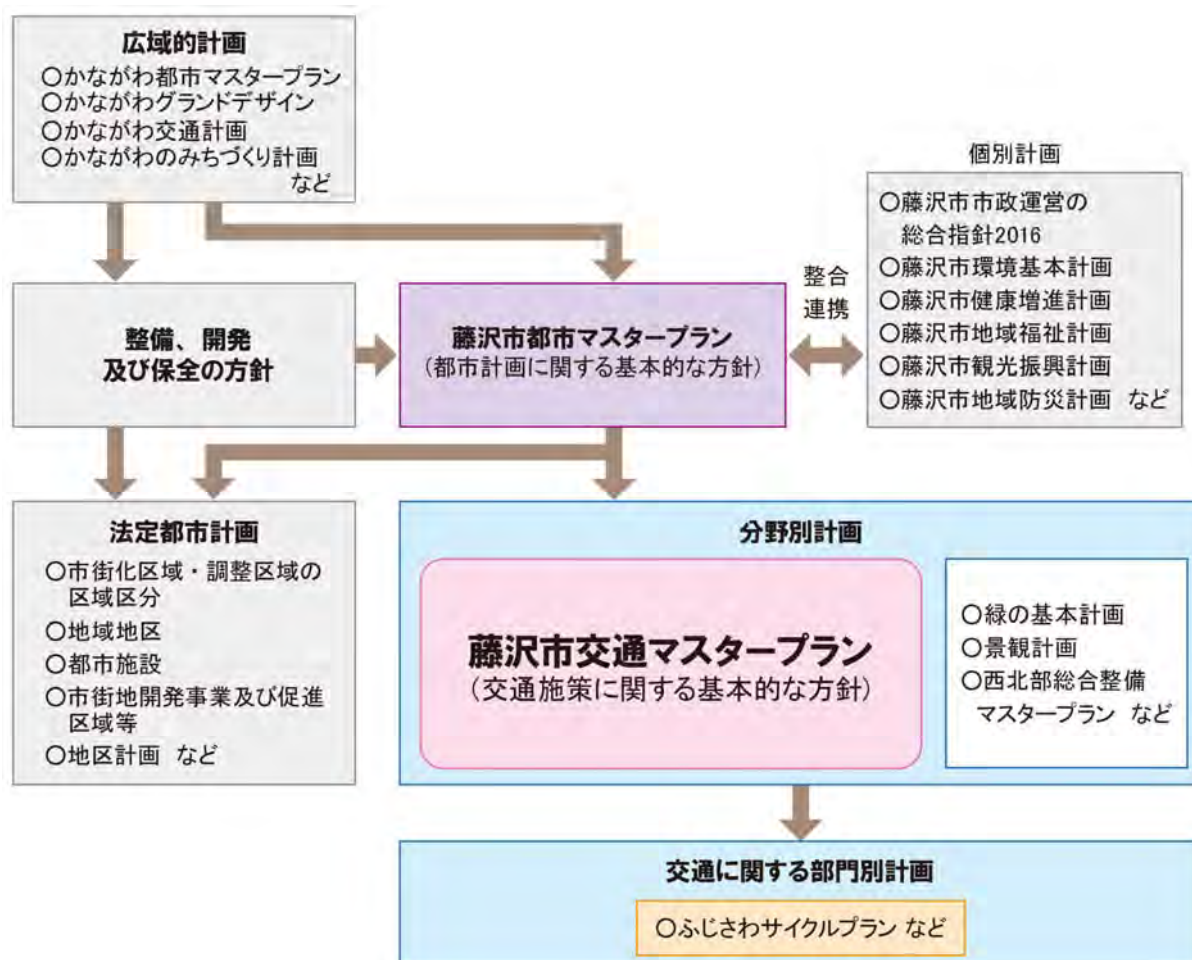 広域的計画
○かながわ都市マスタープラン
○かながわグランドデザイン
○かながわ交通計画
○かながわのみちづくり計画
など
個別計画
○藤沢市市政運営の
総合指針2016
○藤沢市環境基本計画
○藤沢市健康増進計画
○藤沢市地域福祉計画
○藤沢市観光振興計画
○藤沢市地域防災計画 など
整合
連携
整備、開発
及び保全の方針
藤沢市都市マスタープラン
(都市計画に関する基本的な方針)
法定都市計画
○市街化区域・調整区域の
区域区分
○地域地区
○都市施設
○市街地開発事業及び促進
区域等
○地区計画 など
分野別計画
藤沢市交通マスタープラン
(交通施策に関する基本的な方針)
○緑の基本計画
○景観計画
○西北部総合整備
マスタープラン など
交通に関する部門別計画
○ふじさわサイクルプラン など